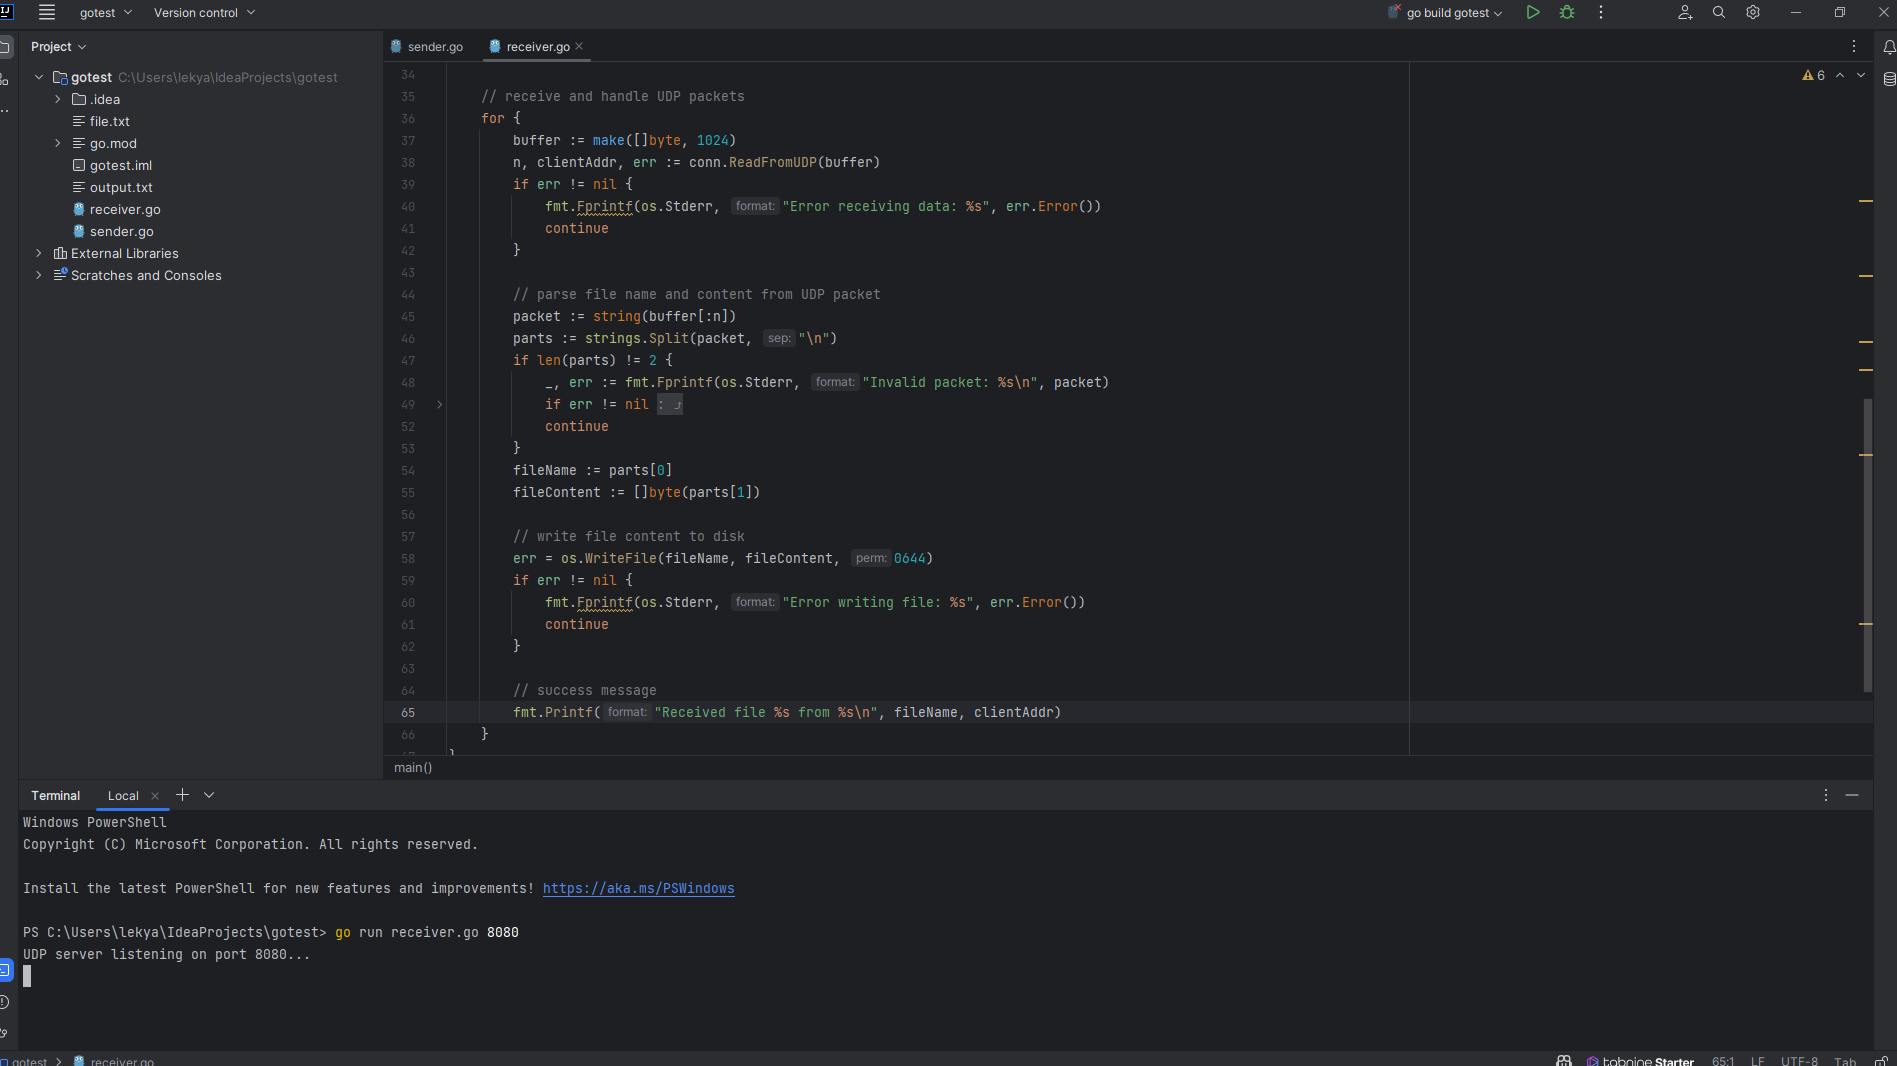 IJ
gotest
Version control
go build gotest
Project
sender.go
receiver.go
6
gotest C:\Users\lekya\IdeaProjects\gotest
.idea
file.txt
go.mod
gotest.iml
output.txt
receiver.go
sender.go
External Libraries
Scratches and Consoles
34
35 // receive and handle UDP packets
36 for {
37 buffer := make([]byte, 1024)
38 n, clientAddr, err := conn.ReadFromUDP(buffer)
39 if err != nil {
40 fmt.Fprintf(os.Stderr, format: "Error receiving data: %s", err.Error())
41 continue
42 }
43
44 // parse file name and content from UDP packet
45 packet := string(buffer[:n])
46 parts := strings.Split(packet, sep: "\n")
47 if len(parts) != 2 {
48 _, err := fmt.Fprintf(os.Stderr, format: "Invalid packet: %s\n", packet)
49 if err != nil :
52 continue
53 }
54 fileName := parts[0]
55 fileContent := []byte(parts[1])
56
57 // write file content to disk
58 err = os.WriteFile(fileName, fileContent, perm: 0644)
59 if err != nil {
60 fmt.Fprintf(os.Stderr, format: "Error writing file: %s", err.Error())
61 continue
62 }
63
64 // success message
65 fmt.Printf( format: "Received file %s from %s\n", fileName, clientAddr)
66 }
67 }
main()
Terminal
Local
Windows PowerShell
Copyright (C) Microsoft Corporation. All rights reserved.
Install the latest PowerShell for new features and improvements! https://aka.ms/PSWindows
PS C:\Users\lekya\IdeaProjects\gotest> go run receiver.go 8080
UDP server listening on port 8080...
gotest > receiver.go
tabnine Starter
65:1
LF
UTF-8
Tab